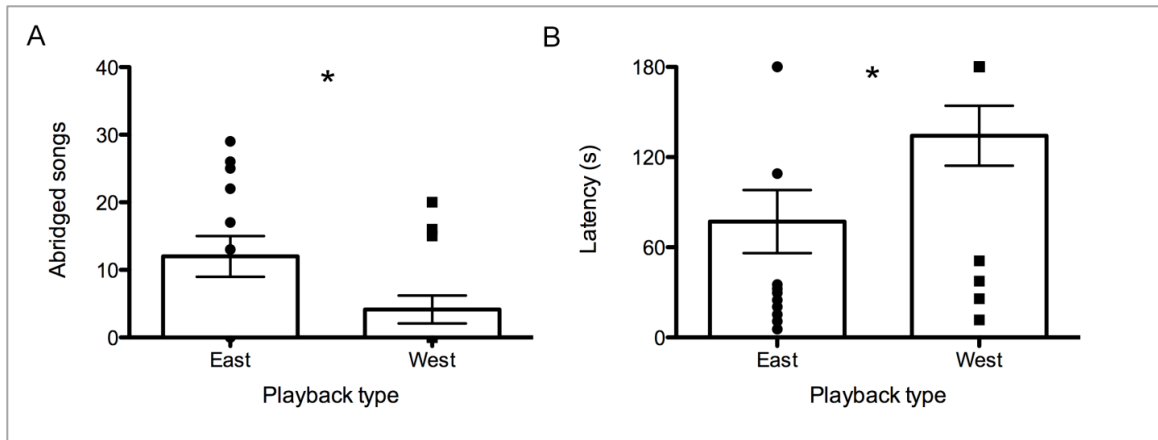 A
Abridged songs
40
30
20
10
0
*
East
West
Playback type
B
Latency (s)
180
120
60
0
*
East
West
Playback type